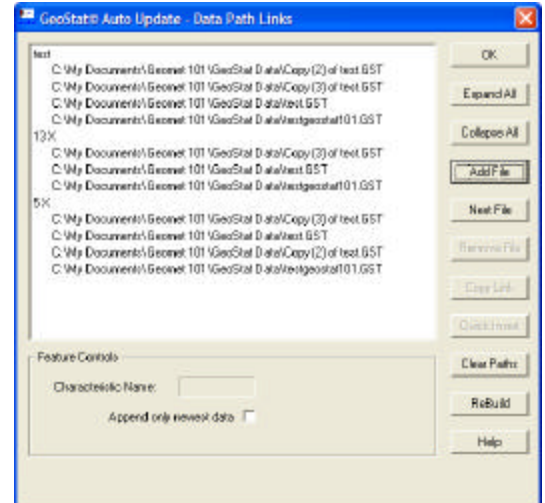 GeoStat® Auto Update - Data Path Links
test
C:\My Documents\Geomet 101\GeoStat Data\Copy (2) of test.GST
C:\My Documents\Geomet 101\GeoStat Data\Copy (3) of test.GST
C:\My Documents\Geomet 101\GeoStat Data\test.GST
C:\My Documents\Geomet 101\GeoStat Data\testgeostat101.GST
13X
C:\My Documents\Geomet 101\GeoStat Data\Copy (3) of test.GST
C:\My Documents\Geomet 101\GeoStat Data\test.GST
C:\My Documents\Geomet 101\GeoStat Data\testgeostat101.GST
5X
C:\My Documents\Geomet 101\GeoStat Data\Copy (3) of test.GST
C:\My Documents\Geomet 101\GeoStat Data\test.GST
C:\My Documents\Geomet 101\GeoStat Data\Copy (2) of test.GST
C:\My Documents\Geomet 101\GeoStat Data\testgeostat101.GST
OK
Expand All
Collapse All
Add File
Next File
Remove File
Copy Link
Quick Insert
Clear Paths
ReBuild
Help
Feature Controls
Characteristic Name:
Append only newest data